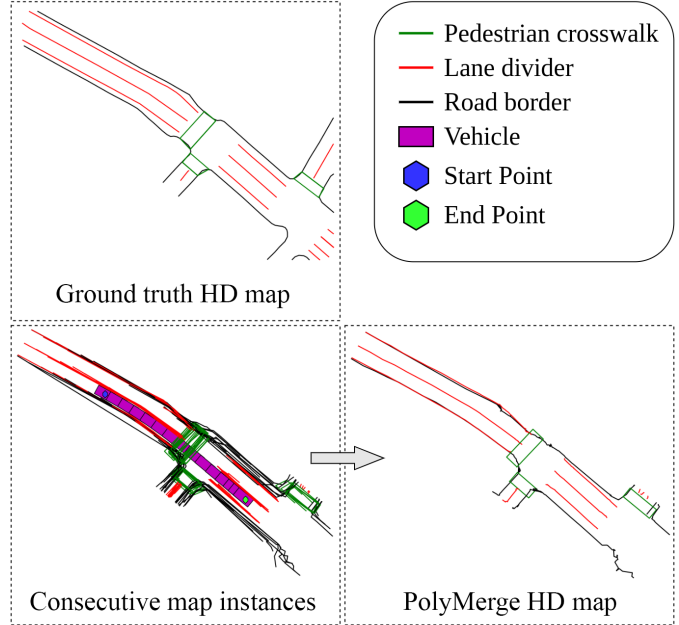 Pedestrian crosswalk
Lane divider
Road border
Vehicle
Start Point
End Point
Ground truth HD map
Consecutive map instances
PolyMerge HD map